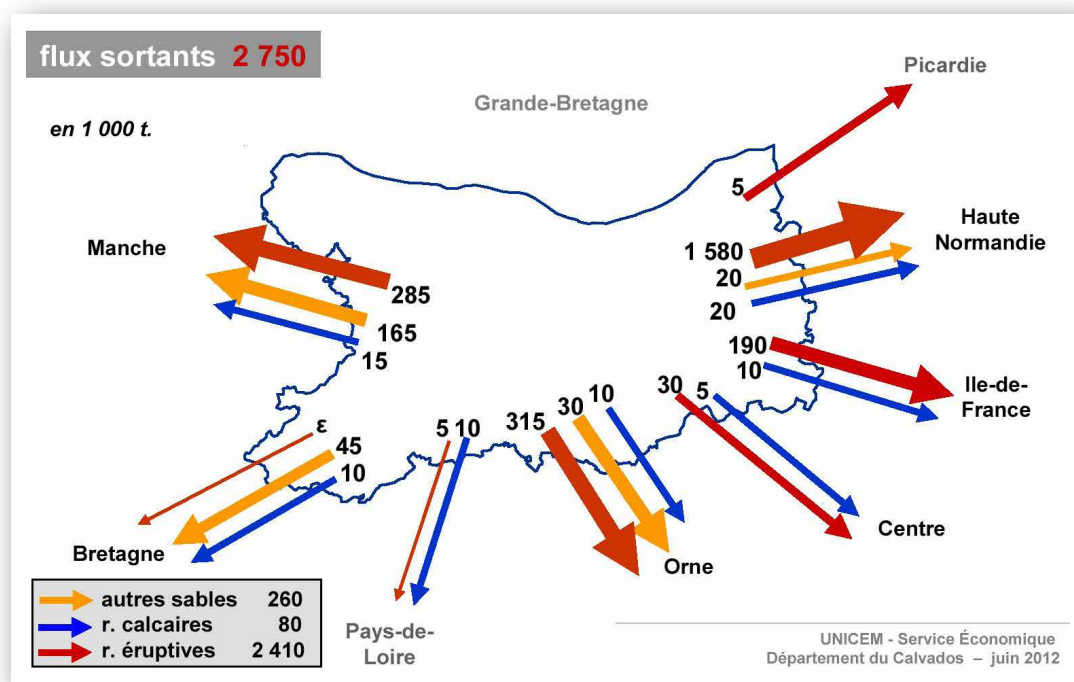 flux sortants 2 750
Picardie
Grande-Bretagne
en 1 000 t.
5
Haute
Normandie
Manche
1 580
20
20
285
165
15
190
10
Ile-de-
France
30 5
315 30 10
5 10
ε
45
10
Centre
Bretagne
Orne
autres sables 260
r. calcaires 80
r. éruptives 2 410
Pays-de-
Loire
UNICEM - Service Économique
Département du Calvados – juin 2012